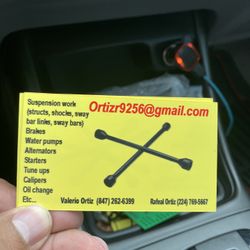 Suspension work
(structs, shocks, sway
bar links, sway bars)
Brakes
Water pumps
Alternators
Starters
Tune ups
Calipers
Oil change
Etc...
Ortizr9256@gmail.com
Valerio Ortiz (847) 262-6399
Rafeal Ortiz (224) 769-5667